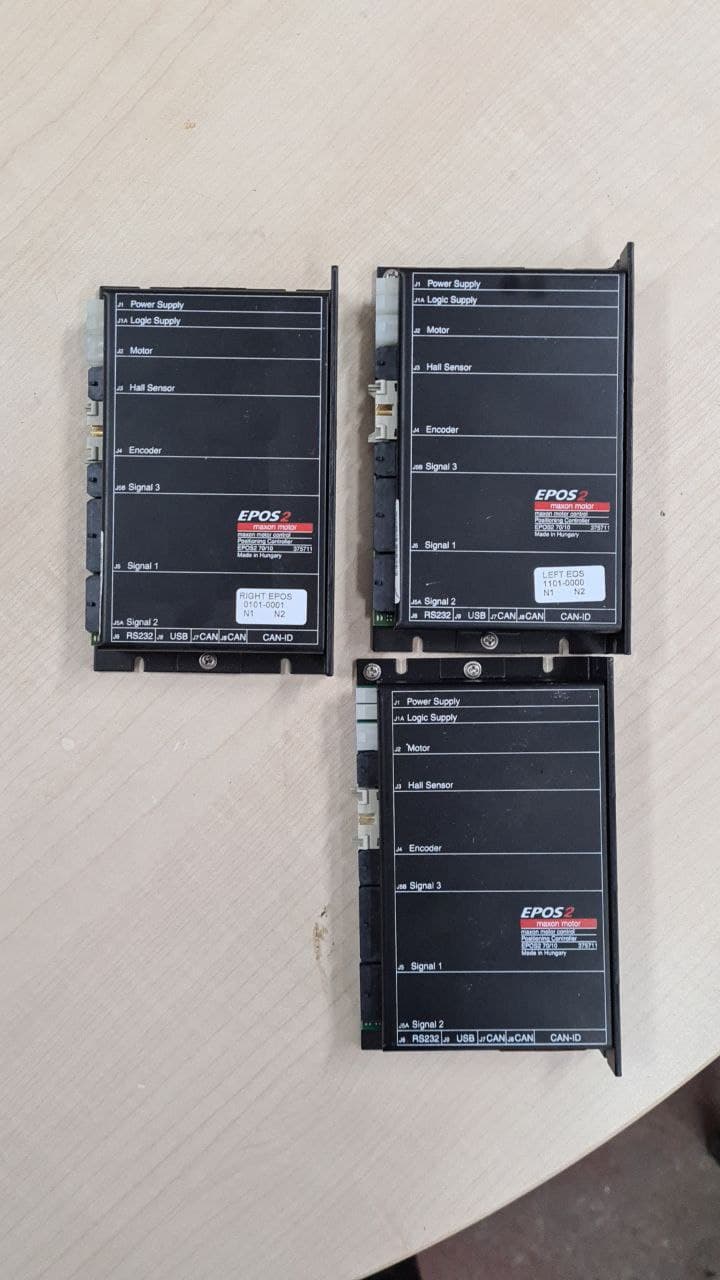 J1 Power Supply
J1A Logic Supply
J2 Motor
J3 Hall Sensor
J4 Encoder
J5B Signal 3
EPOS2
maxon motor
maxon motor control
Positioning Controller
EPOS2 70/10 375711
Made in Hungary
J5 Signal 1
RIGHT EPOS
0101-0001
N1 N2
J5A Signal 2
J6 RS232 J9 USB J7 CAN J8 CAN CAN-ID
J1 Power Supply
J1A Logic Supply
J2 Motor
J3 Hall Sensor
J4 Encoder
J5B Signal 3
EPOS2
maxon motor
maxon motor control
Positioning Controller
EPOS2 70/10 375711
Made in Hungary
J5 Signal 1
LEFT EOS
1101-0000
N1 N2
J5A Signal 2
J6 RS232 J9 USB J7 CAN J8 CAN CAN-ID
J1 Power Supply
J1A Logic Supply
J2 Motor
J3 Hall Sensor
J4 Encoder
J5B Signal 3
EPOS2
maxon motor
maxon motor control
Positioning Controller
EPOS2 70/10 375711
Made in Hungary
J5 Signal 1
J5A Signal 2
J6 RS232 J9 USB J7 CAN J8 CAN CAN-ID